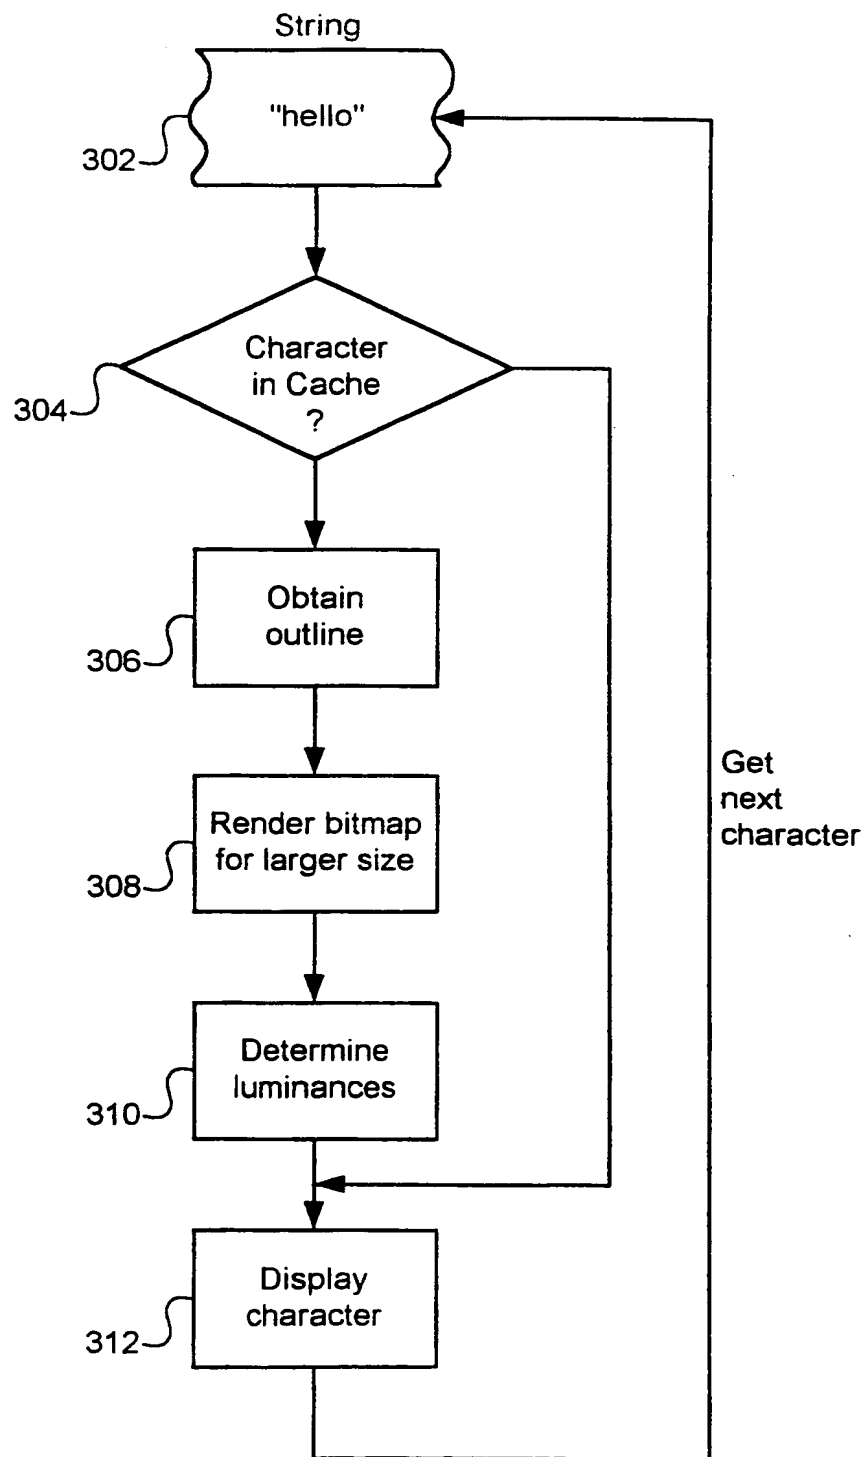 String
"hello"
302
Character
in Cache
?
304
Obtain
outline
306
Render bitmap
for larger size
308
Get
next
character
Determine
luminances
310
Display
character
312